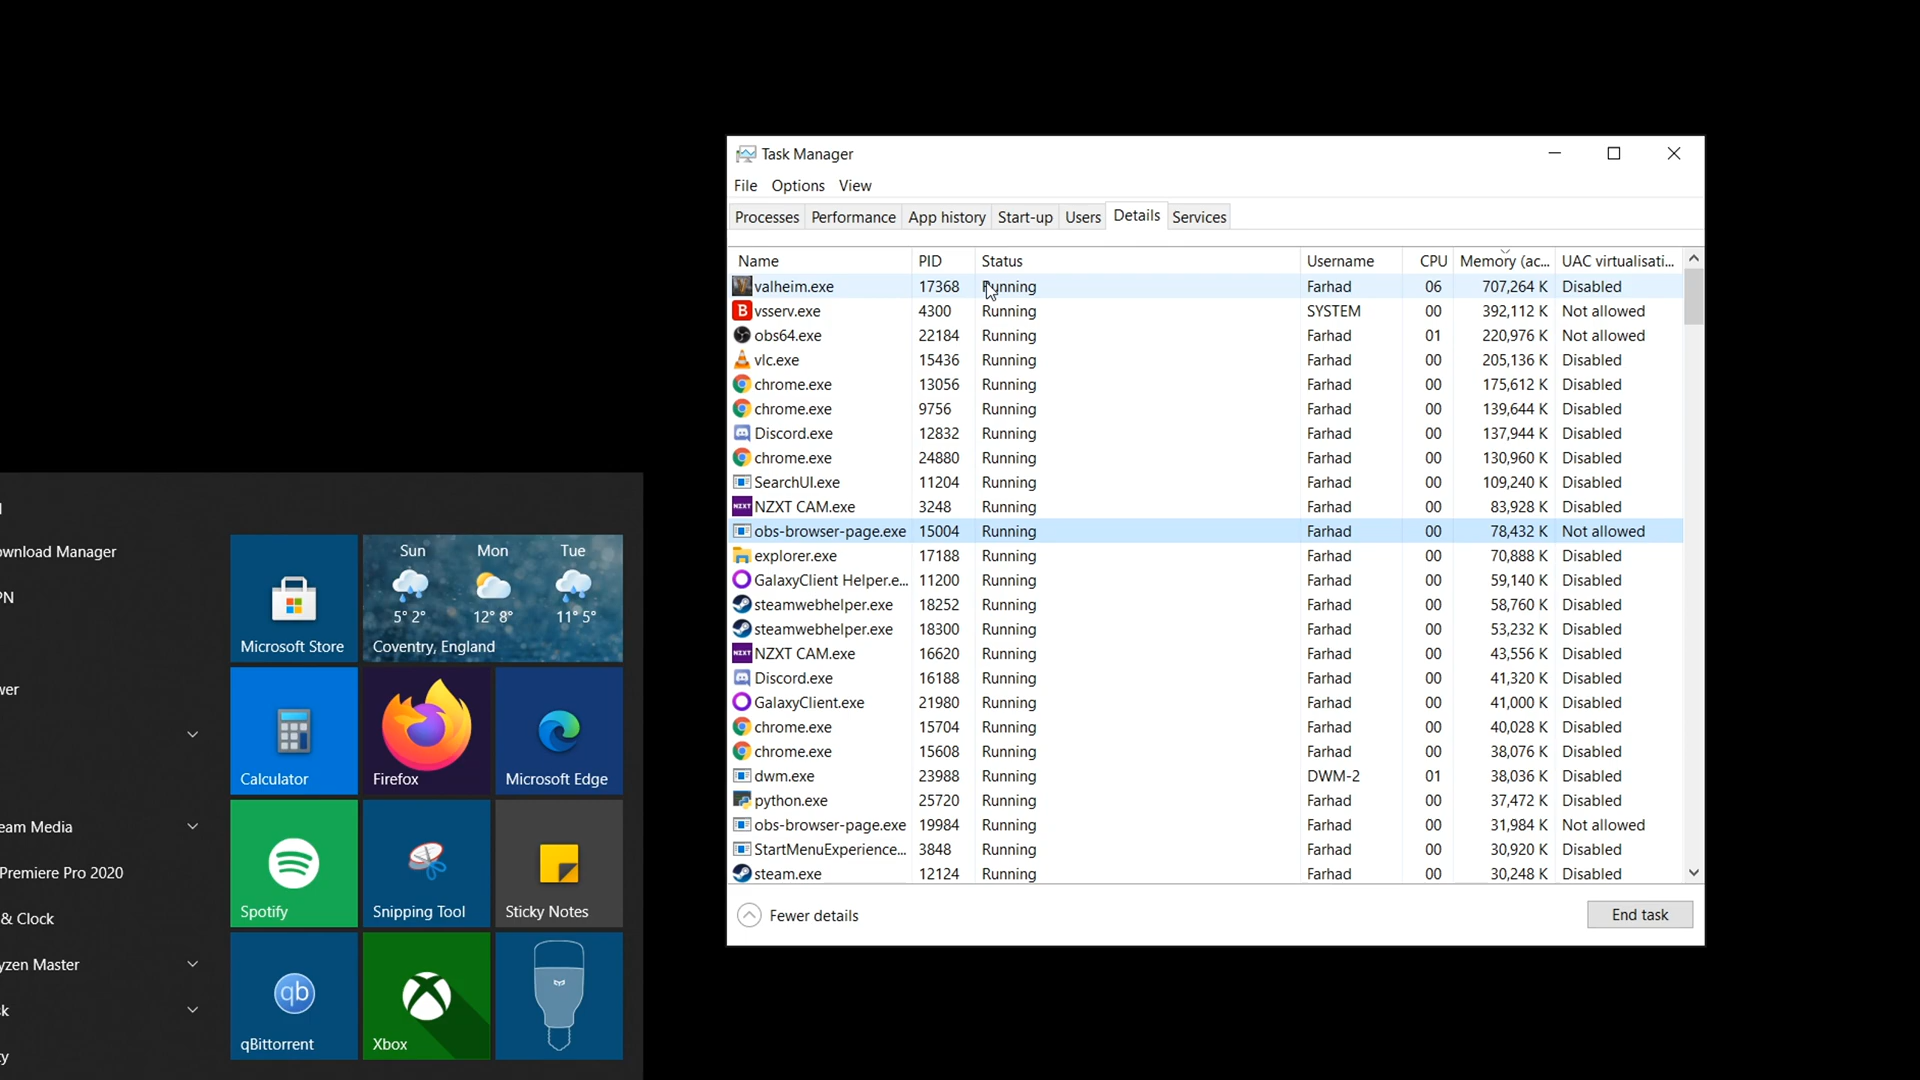 Task Manager
File Options View
Processes Performance App history Start-up Users Details Services
Name PID Status Username CPU Memory (ac... UAC virtualisati...
valheim.exe 17368 Running Farhad 06 707,264 K Disabled
vsserv.exe 4300 Running SYSTEM 00 392,112 K Not allowed
obs64.exe 22184 Running Farhad 01 220,976 K Not allowed
vlc.exe 15436 Running Farhad 00 205,136 K Disabled
chrome.exe 13056 Running Farhad 00 175,612 K Disabled
chrome.exe 9756 Running Farhad 00 139,644 K Disabled
Discord.exe 12832 Running Farhad 00 137,944 K Disabled
chrome.exe 24880 Running Farhad 00 130,960 K Disabled
SearchUI.exe 11204 Running Farhad 00 109,240 K Disabled
NZXT CAM.exe 3248 Running Farhad 00 83,928 K Disabled
obs-browser-page.exe 15004 Running Farhad 00 78,432 K Not allowed
explorer.exe 17188 Running Farhad 00 70,888 K Disabled
GalaxyClient Helper.e... 11200 Running Farhad 00 59,140 K Disabled
steamwebhelper.exe 18252 Running Farhad 00 58,760 K Disabled
steamwebhelper.exe 18300 Running Farhad 00 53,232 K Disabled
NZXT CAM.exe 16620 Running Farhad 00 43,556 K Disabled
Discord.exe 16188 Running Farhad 00 41,320 K Disabled
GalaxyClient.exe 21980 Running Farhad 00 41,000 K Disabled
chrome.exe 15704 Running Farhad 00 40,028 K Disabled
chrome.exe 15608 Running Farhad 00 38,076 K Disabled
dwm.exe 23988 Running DWM-2 01 38,036 K Disabled
python.exe 25720 Running Farhad 00 37,472 K Disabled
obs-browser-page.exe 19984 Running Farhad 00 31,984 K Not allowed
StartMenuExperience... 3848 Running Farhad 00 30,920 K Disabled
steam.exe 12124 Running Farhad 00 30,248 K Disabled
Fewer details End task
ownload Manager
PN
wer
eam Media
Premiere Pro 2020
& Clock
yzen Master
sk
ty
Microsoft Store
Sun Mon Tue
5° 2° 12° 8° 11° 5°
Coventry, England
Calculator Firefox Microsoft Edge
Spotify Snipping Tool Sticky Notes
qb
qBittorrent Xbox